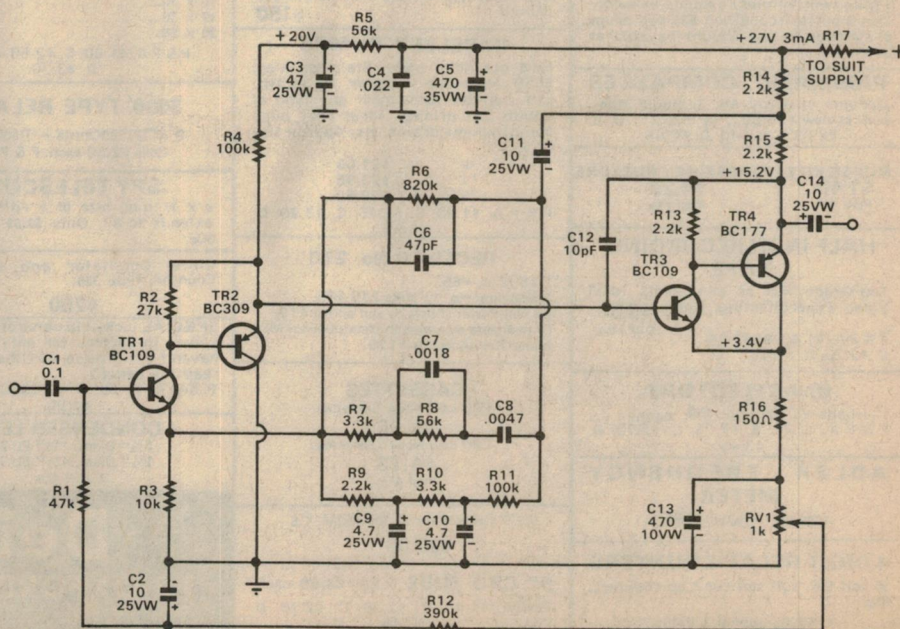 R5
56k
+20V
+27V 3mA R17
TO SUIT
SUPPLY
+
C3
47
25VW
+
C4
.022
C5
470
35VW
+
-
R14
2.2k
R4
100k
C11
10
25VW
+
-
R15
2.2k
+15.2V
R6
820k
C14
10
25VW
+ -
C6
47pF
C12
10pF
R13
2.2k
TR4
BC177
TR3
BC109
R2
27k
TR2
BC309
TR1
BC109
+3.4V
C1
0.1
C7
.0018
R7
3.3k
R8
56k
C8
.0047
R16
150Ω
R9
2.2k
R10
3.3k
R11
100k
R1
47k
R3
10k
C9
4.7
25VW
+
-
C10
4.7
25VW
+
-
C13
470
10VW
+
-
RV1
1k
C2
10
25VW
-
+
R12
390k